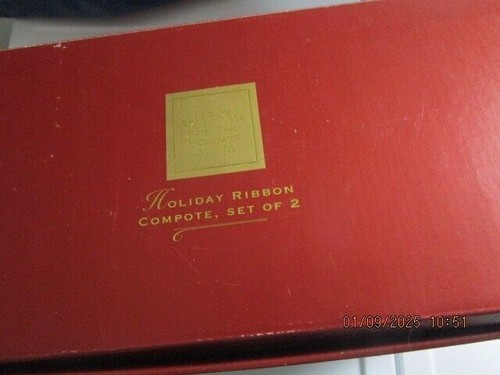 Holiday Ribbon
Compote, set of 2
01/09/2025 10:51